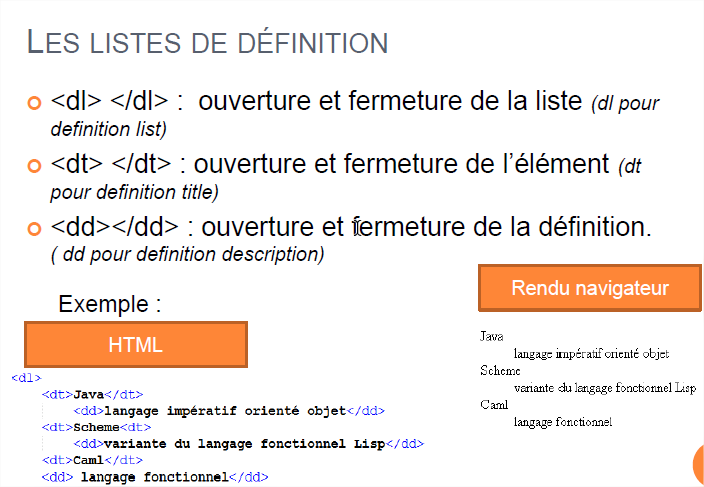 LES LISTES DE DÉFINITION
<dl> </dl> : ouverture et fermeture de la liste (dl pour
definition list)
<dt> </dt> : ouverture et fermeture de l’élément (dt
pour definition title)
<dd></dd> : ouverture et fermeture de la définition.
( dd pour definition description)
Exemple :
HTML
<dl>
<dt>Java</dt>
<dd>langage impératif orienté objet</dd>
<dt>Scheme<dt>
<dd>variante du langage fonctionnel Lisp</dd>
<dt>Caml</dt>
<dd> langage fonctionnel</dd>
Rendu navigateur
Java
langage impératif orienté objet
Scheme
variante du langage fonctionnel Lisp
Caml
langage fonctionnel